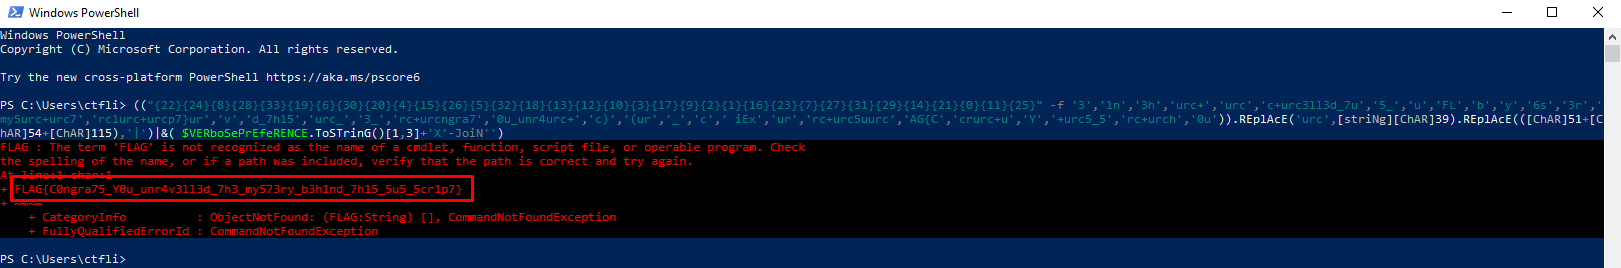 Windows PowerShell
Windows PowerShell
Copyright (C) Microsoft Corporation. All rights reserved.
Try the new cross-platform PowerShell https://aka.ms/pscore6
PS C:\Users\ctfli> (("{22}{24}{8}{28}{33}{19}{6}{30}{20}{4}{15}{26}{5}{32}{18}{13}{12}{10}{3}{17}{9}{2}{1}{16}{23}{7}{27}{31}{29}{14}{21}{0}{11}{25}" -f '3','1n','3h','urc+','urc','c+urc3ll3d_7u','5_','u','FL','b','y','6s','3r','
my5urc+urc7','rc1urc+urcp7}ur','v','d_7h15','urc_','3_','rc+urcngra7','0u_unr4urc+','c)','(ur','_','c',' iEx','ur','rc+urc5uurc','AG{C','crurc+u','Y','+urc5_5','rc+urch','0u')).REplAcE('urc',[striNg][ChAR]39).REplAcE(([ChAR]51+[C
hAR]54+[ChAR]115),'|')|&( $VERboSePrEfeRENCE.ToSTrinG()[1,3]+'X'-JoiN'')
FLAG : The term 'FLAG' is not recognized as the name of a cmdlet, function, script file, or operable program. Check
the spelling of the name, or if a path was included, verify that the path is correct and try again.
At line:1 char:1
+ FLAG{C0ngra75_Y0u_unr4v3ll3d_7h3_my573ry_b3h1nd_7h15_5u5_5cr1p7}
+ ~~~~
+ CategoryInfo : ObjectNotFound: (FLAG:String) [], CommandNotFoundException
+ FullyQualifiedErrorId : CommandNotFoundException
PS C:\Users\ctfli>